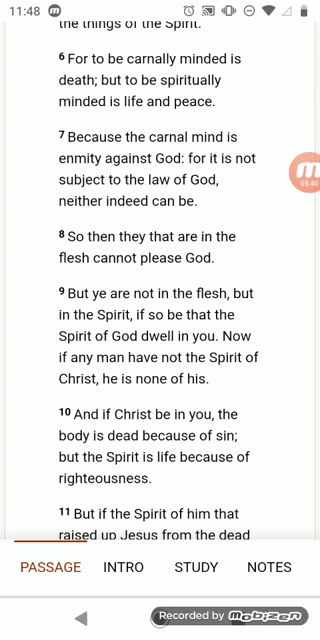 11:48
the things of the Spirit.
6 For to be carnally minded is
death; but to be spiritually
minded is life and peace.
7 Because the carnal mind is
enmity against God: for it is not
subject to the law of God,
neither indeed can be.
05:40
8 So then they that are in the
flesh cannot please God.
9 But ye are not in the flesh, but
in the Spirit, if so be that the
Spirit of God dwell in you. Now
if any man have not the Spirit of
Christ, he is none of his.
10 And if Christ be in you, the
body is dead because of sin;
but the Spirit is life because of
righteousness.
11 But if the Spirit of him that
raised up Jesus from the dead
PASSAGE INTRO STUDY NOTES
Recorded by mobizen